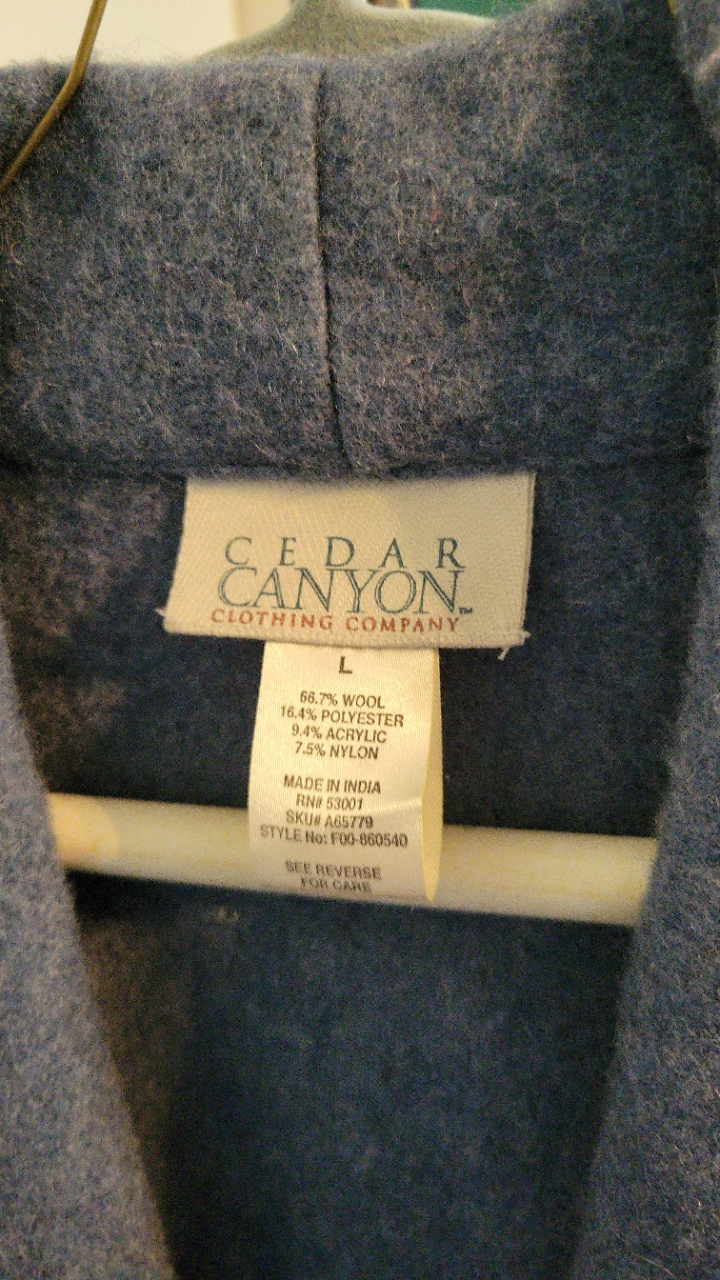 CEDAR
CANYON™
CLOTHING COMPANY
L
66.7% WOOL
16.4% POLYESTER
9.4% ACRYLIC
7.5% NYLON
MADE IN INDIA
RN# 53001
SKU# A65779
STYLE No: F00-860540
SEE REVERSE
FOR CARE